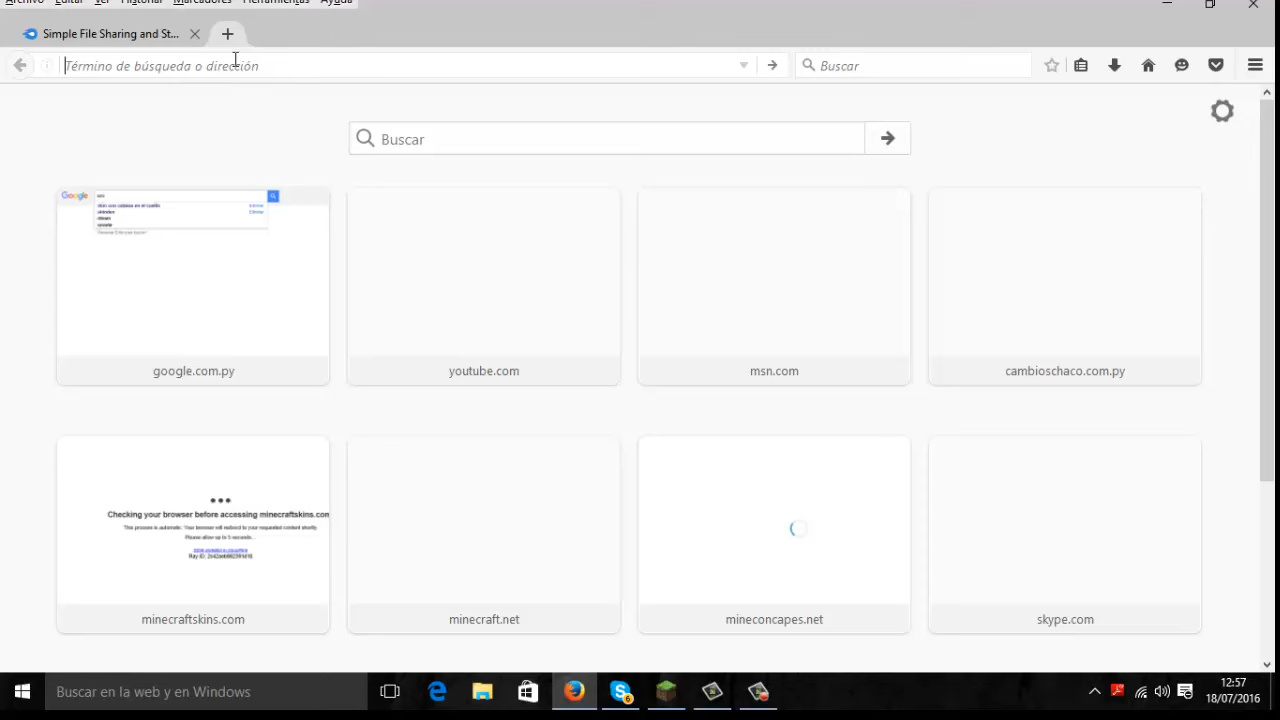 Archivo Editar Ver Historial Marcadores Herramientas Ayuda
Simple File Sharing and St...
Término de búsqueda o dirección
Buscar
Buscar
Google
google.com.py
youtube.com
msn.com
cambioschaco.com.py
Checking your browser before accessing minecraftskins.com
This process is automatic. Your browser will redirect to your requested content shortly.
Please allow up to 5 seconds...
minecraftskins.com
minecraft.net
mineconcapes.net
skype.com
Buscar en la web y en Windows
6
12:57
18/07/2016